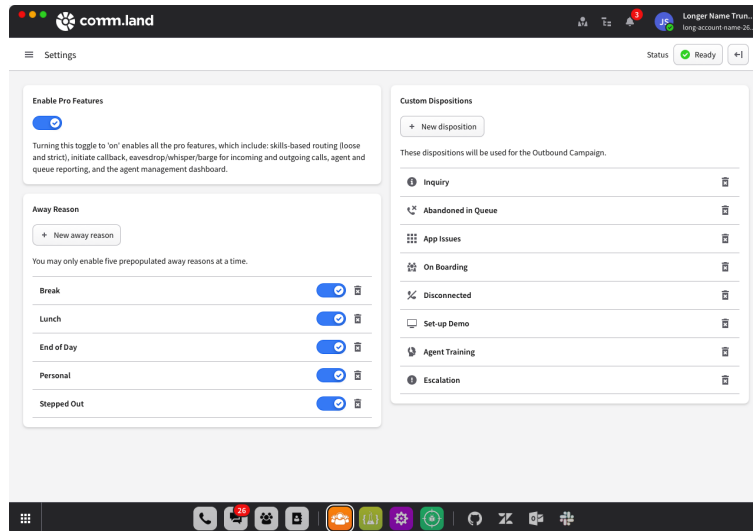 comm.land
3
JS
Longer Name Trun..
long-account-name-26..
Settings
Status
Ready
Enable Pro Features
Turning this toggle to 'on' enables all the pro features, which include: skills-based routing (loose
and strict), initiate callback, eavesdrop/whisper/barge for incoming and outgoing calls, agent and
queue reporting, and the agent management dashboard.
Away Reason
+ New away reason
You may only enable five prepopulated away reasons at a time.
Break
Lunch
End of Day
Personal
Stepped Out
Custom Dispositions
+ New disposition
These dispositions will be used for the Outbound Campaign.
Inquiry
Abandoned in Queue
App Issues
On Boarding
Disconnected
Set-up Demo
Agent Training
Escalation
26